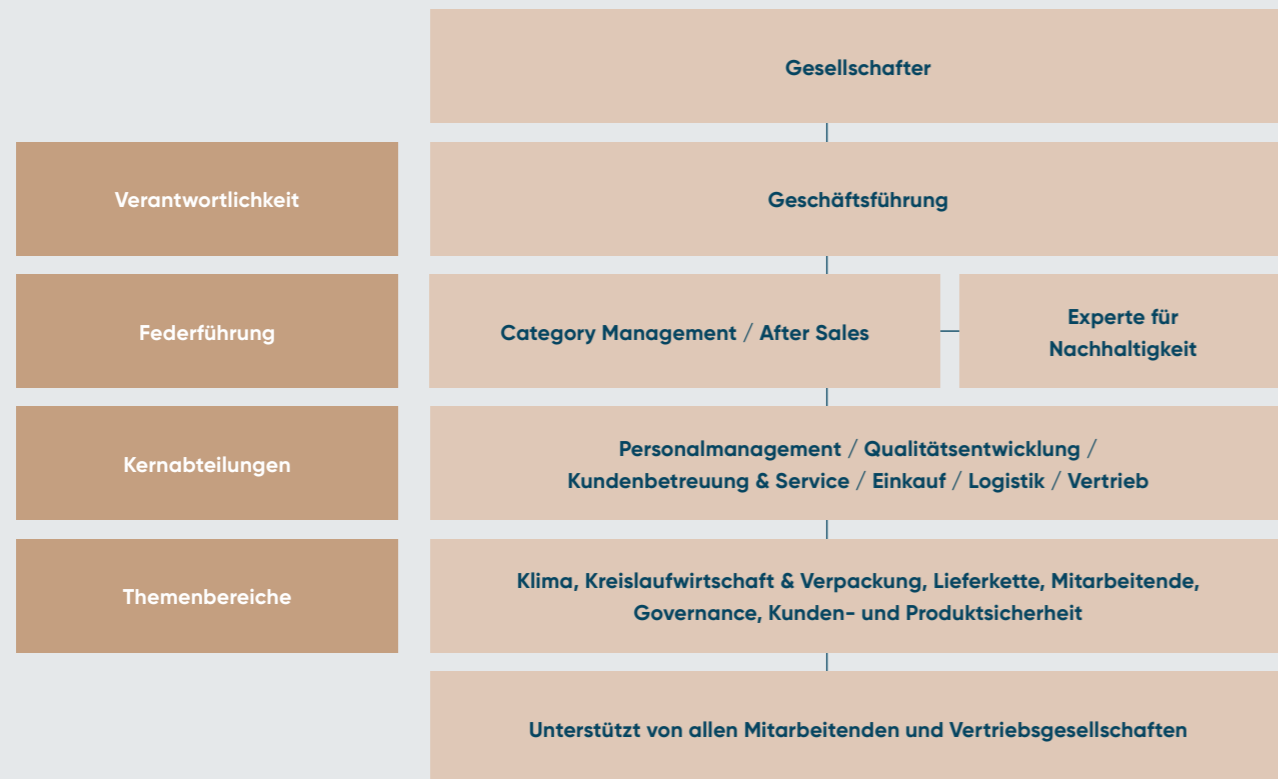 Gesellschafter
Verantwortlichkeit
Geschäftsführung
Federführung
Category Management / After Sales
Experte für
Nachhaltigkeit
Kernabteilungen
Personalmanagement / Qualitätsentwicklung /
Kundenbetreuung & Service / Einkauf / Logistik / Vertrieb
Themenbereiche
Klima, Kreislaufwirtschaft & Verpackung, Lieferkette, Mitarbeitende,
Governance, Kunden- und Produktsicherheit
Unterstützt von allen Mitarbeitenden und Vertriebsgesellschaften